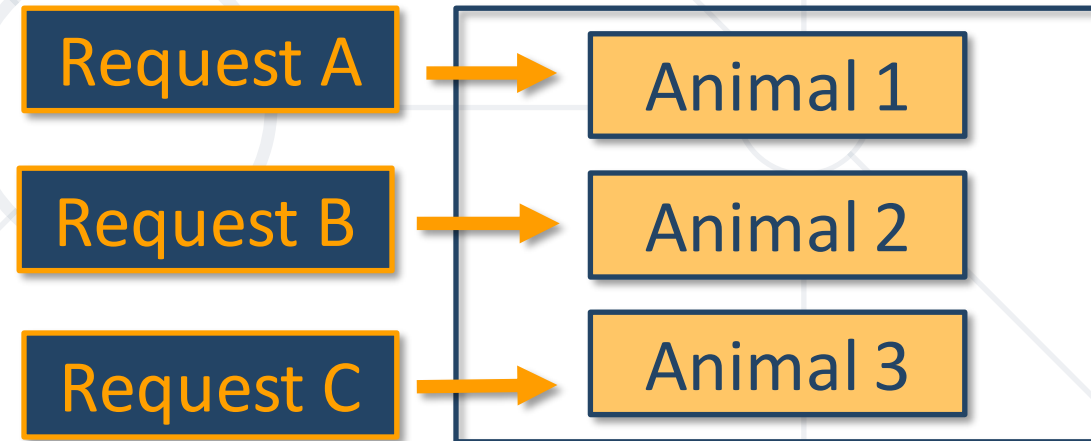 Request A
Animal 1
Request B
Animal 2
Request C
Animal 3